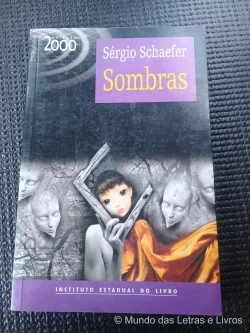 2000
Sérgio Schaefer
Sombras
INSTITUTO ESTADUAL DO LIVRO
© Mundo das Letras e Livros